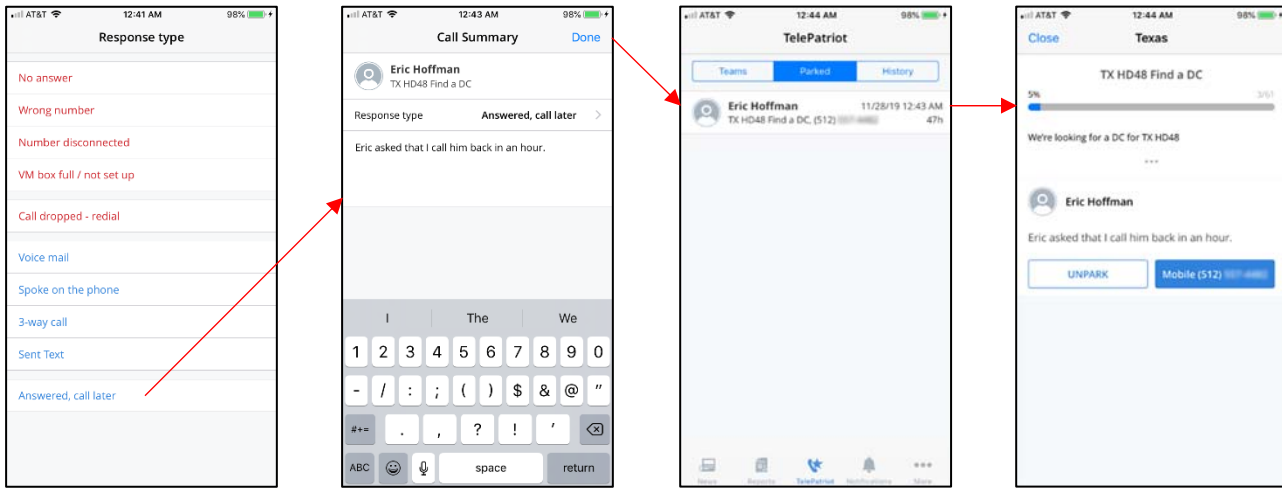 AT&T 12:41 AM 98%
Response type
No answer
Wrong number
Number disconnected
VM box full / not set up
Call dropped - redial
Voice mail
Spoke on the phone
3-way call
Sent Text
Answered, call later
AT&T 12:43 AM 98%
Call Summary Done
Eric Hoffman
TX HD48 Find a DC
Response type Answered, call later
Eric asked that I call him back in an hour.
I The We
1 2 3 4 5 6 7 8 9 0
- / : ; ( ) $ & @ "
#+= . , ? ! '
ABC space return
AT&T 12:44 AM 98%
TelePatriot
Teams Parked History
Eric Hoffman 11/28/19 12:43 AM
TX HD48 Find a DC, (512) 47h
News Reports TelePatriot Notifications More
AT&T 12:44 AM 98%
Close Texas
TX HD48 Find a DC
5% 3/61
We're looking for a DC for TX HD48
Eric Hoffman
Eric asked that I call him back in an hour.
UNPARK Mobile (512)